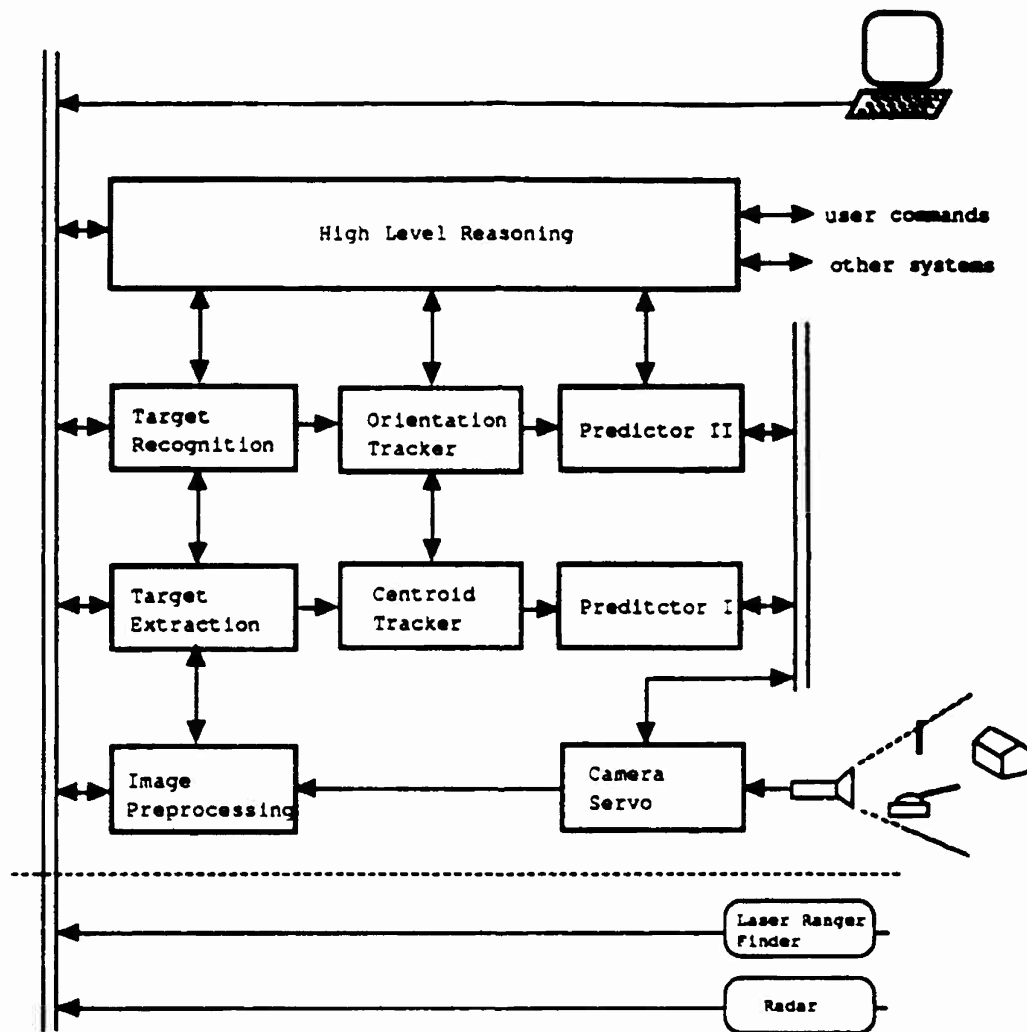 High Level Reasoning
user commands
other systems
Target
Recognition
Orientation
Tracker
Predictor II
Target
Extraction
Centroid
Tracker
Preditctor I
Image
Preprocessing
Camera
Servo
Laser Ranger
Finder
Radar